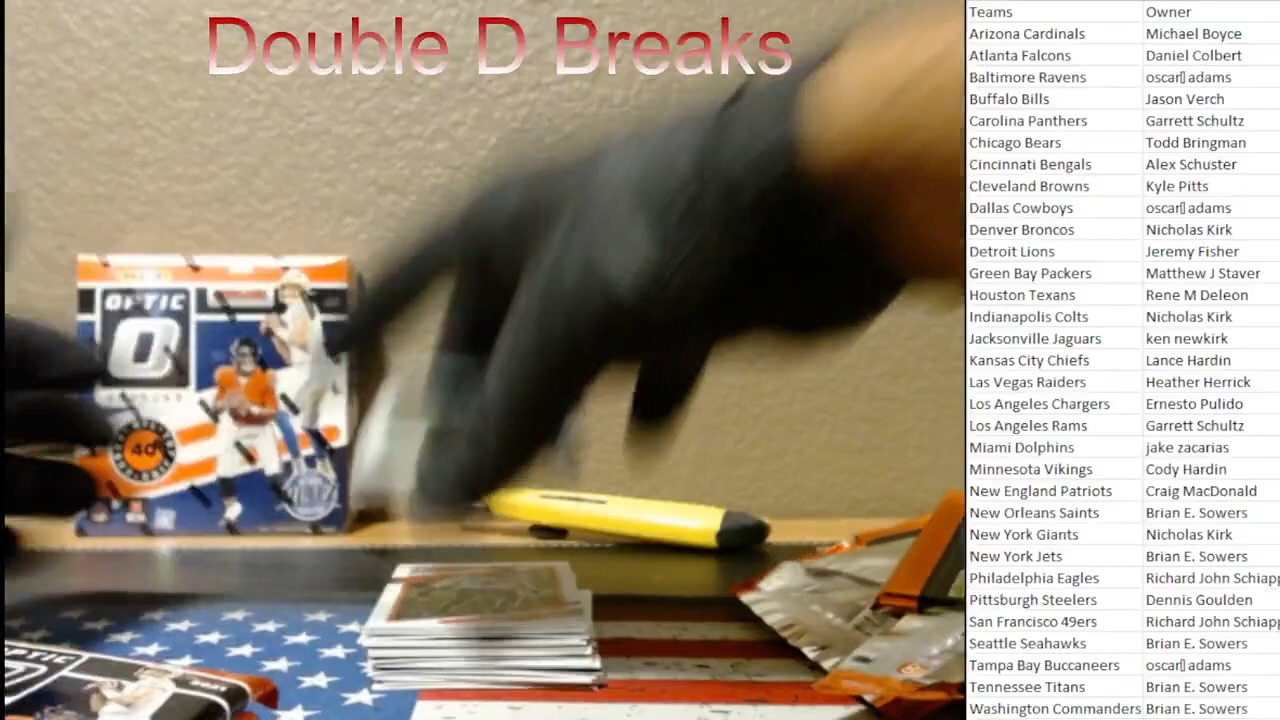 Double D Breaks
Teams Owner
Arizona Cardinals Michael Boyce
Atlanta Falcons Daniel Colbert
Baltimore Ravens oscar▯ adams
Buffalo Bills Jason Verch
Carolina Panthers Garrett Schultz
Chicago Bears Todd Bringman
Cincinnati Bengals Alex Schuster
Cleveland Browns Kyle Pitts
Dallas Cowboys oscar▯ adams
Denver Broncos Nicholas Kirk
Detroit Lions Jeremy Fisher
Green Bay Packers Matthew J Staver
Houston Texans Rene M Deleon
Indianapolis Colts Nicholas Kirk
Jacksonville Jaguars ken newkirk
Kansas City Chiefs Lance Hardin
Las Vegas Raiders Heather Herrick
Los Angeles Chargers Ernesto Pulido
Los Angeles Rams Garrett Schultz
Miami Dolphins jake zacarias
Minnesota Vikings Cody Hardin
New England Patriots Craig MacDonald
New Orleans Saints Brian E. Sowers
New York Giants Nicholas Kirk
New York Jets Brian E. Sowers
Philadelphia Eagles Richard John Schiapp
Pittsburgh Steelers Dennis Goulden
San Francisco 49ers Richard John Schiapp
Seattle Seahawks Brian E. Sowers
Tampa Bay Buccaneers oscar▯ adams
Tennessee Titans Brian E. Sowers
Washington Commanders Brian E. Sowers
OPTIC
40